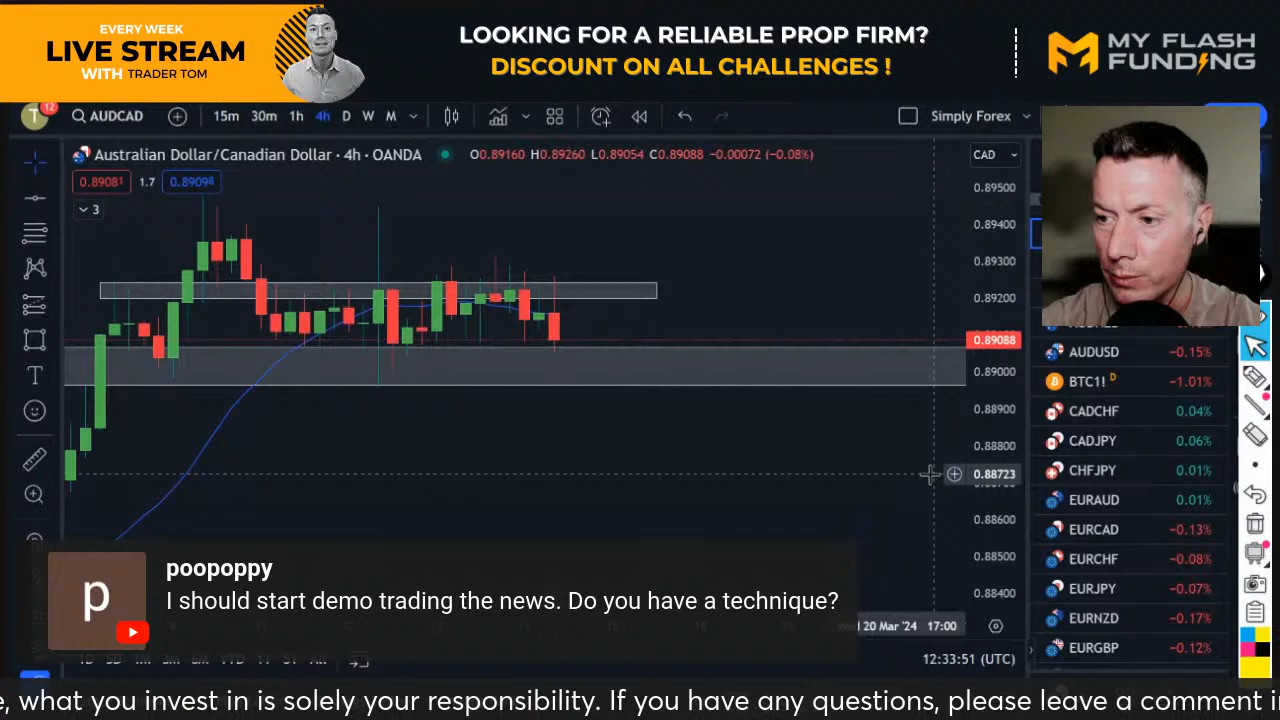 EVERY WEEK
LIVE STREAM
WITH TRADER TOM
LOOKING FOR A RELIABLE PROP FIRM?
DISCOUNT ON ALL CHALLENGES !
MY FLASH
FUNDING
T 12 AUDCAD 15m 30m 1h 4h D W M Simply Forex
Australian Dollar/Canadian Dollar · 4h · OANDA O0.89160 H0.89260 L0.89054 C0.89088 −0.00072 (−0.08%) CAD
0.89081 1.7 0.89098
3
0.89500
0.89400
0.89300
0.89200
0.89088
0.89000
0.88900
0.88800
0.88723
0.88600
0.88500
0.88400
AUDUSD −0.15%
BTC1! D −1.01%
CADCHF 0.04%
CADJPY 0.06%
CHFJPY 0.01%
EURAUD 0.01%
EURCAD −0.13%
EURCHF −0.08%
EURJPY −0.07%
EURNZD −0.17%
EURGBP −0.12%
p
poopoppy
I should start demo trading the news. Do you have a technique?
20 Mar '24 17:00
12:33:51 (UTC)
what you invest in is solely your responsibility. If you have any questions, please leave a comment